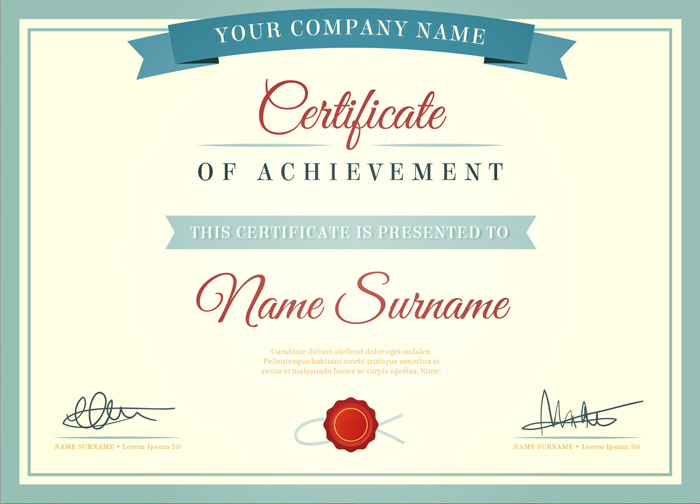 YOUR COMPANY NAME
Certificate
OF ACHIEVEMENT
THIS CERTIFICATE IS PRESENTED TO
Name Surname
Curabitur dictum eleifend dolor eget sodales.
Pellentesque habitant morbi tristique senectus et
netus et malesuada fames ac turpis egestas. Nunc.
NAME SURNAME • Lorem Ipsum Sit
NAME SURNAME • Lorem Ipsum Sit